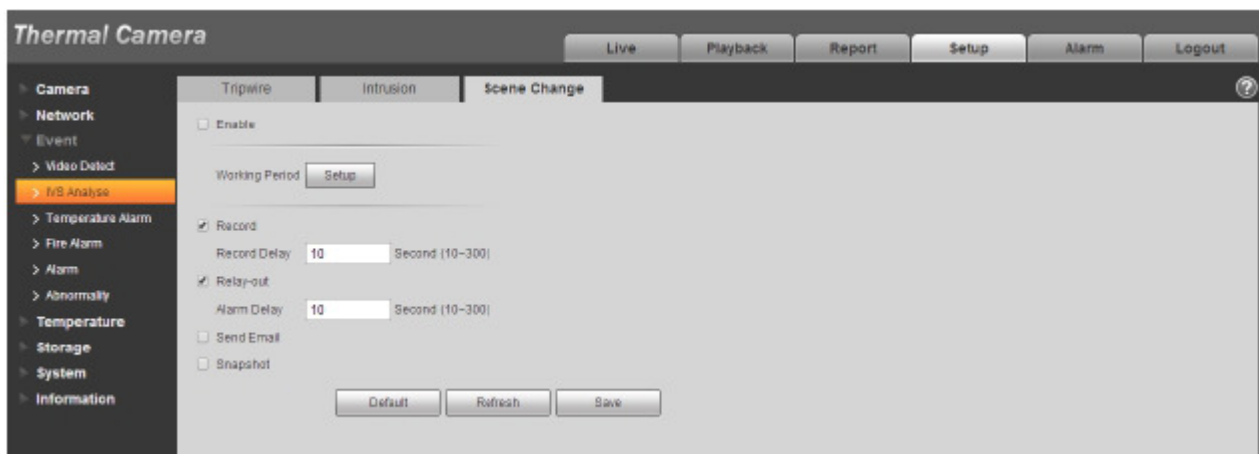 Thermal Camera
Live
Playback
Report
Setup
Alarm
Logout
Camera
Network
Event
> Video Detect
> IVS Analyse
> Temperature Alarm
> Fire Alarm
> Alarm
> Abnormality
Temperature
Storage
System
Information
Tripwire
Intrusion
Scene Change
?
Enable
Working Period Setup
Record
Record Delay 10 Second (10~300)
Relay-out
Alarm Delay 10 Second (10~300)
Send Email
Snapshot
Default Refresh Save